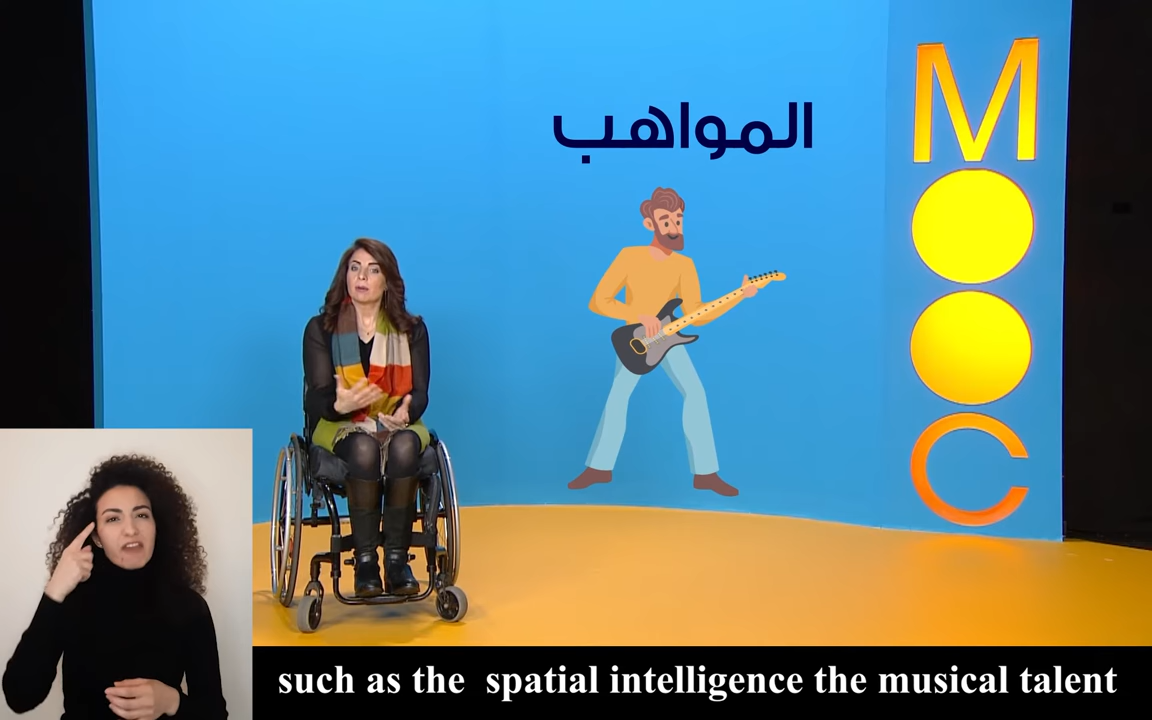 المواهب
MOOC
such as the  spatial intelligence the musical talent